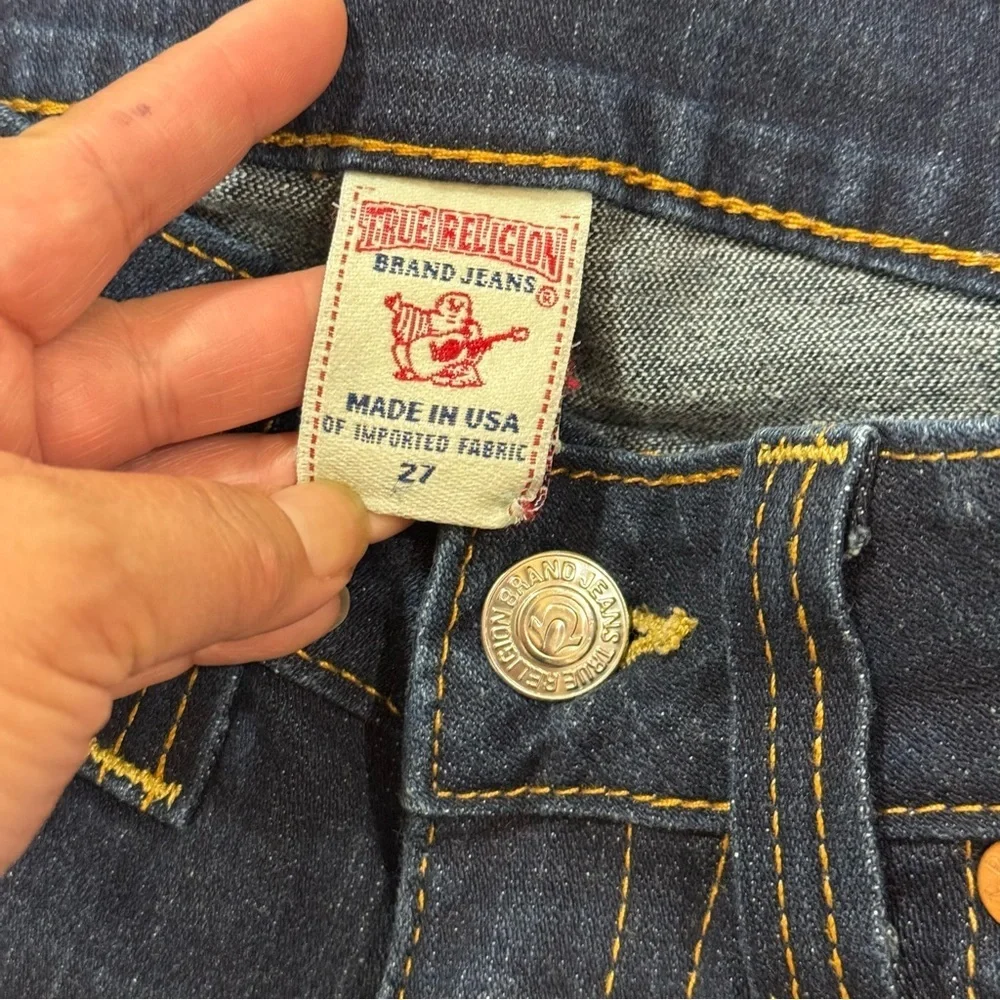 TRUE RELIGION
BRAND JEANS ®
MADE IN USA
OF IMPORTED FABRIC
27
BRAND JEANS TRUE RELIGION